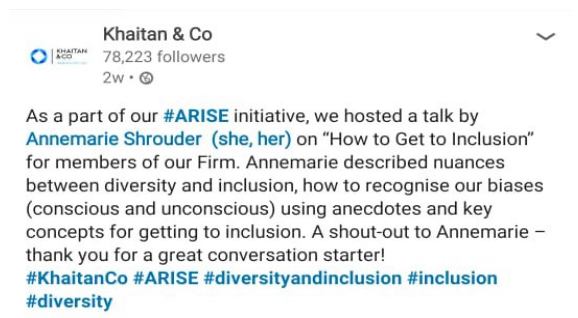 Khaitan & Co
KHAITAN
&CO
78,223 followers
2w •
As a part of our #ARISE initiative, we hosted a talk by
Annemarie Shrouder (she, her) on “How to Get to Inclusion”
for members of our Firm. Annemarie described nuances
between diversity and inclusion, how to recognise our biases
(conscious and unconscious) using anecdotes and key
concepts for getting to inclusion. A shout-out to Annemarie –
thank you for a great conversation starter!
#KhaitanCo #ARISE #diversityandinclusion #inclusion
#diversity